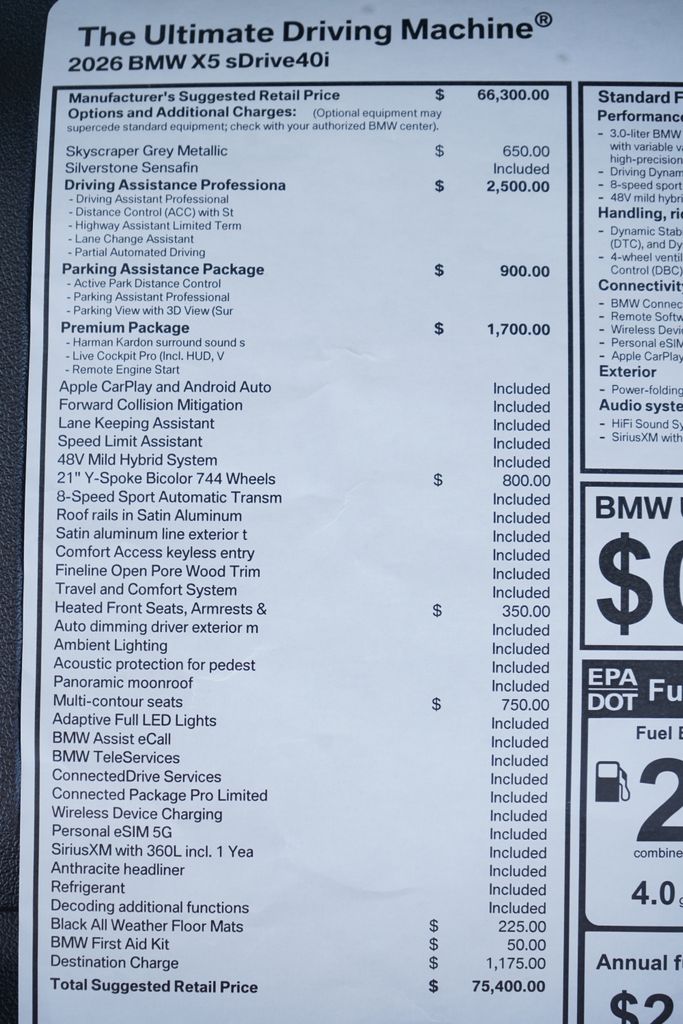 The Ultimate Driving Machine®
2026 BMW X5 sDrive40i
Manufacturer's Suggested Retail Price $ 66,300.00
Options and Additional Charges: (Optional equipment may
supercede standard equipment; check with your authorized BMW center).
Skyscraper Grey Metallic $ 650.00
Silverstone Sensafin Included
Driving Assistance Professiona $ 2,500.00
- Driving Assistant Professional
- Distance Control (ACC) with St
- Highway Assistant Limited Term
- Lane Change Assistant
- Partial Automated Driving
Parking Assistance Package $ 900.00
- Active Park Distance Control
- Parking Assistant Professional
- Parking View with 3D View (Sur
Premium Package $ 1,700.00
- Harman Kardon surround sound s
- Live Cockpit Pro (Incl. HUD, V
- Remote Engine Start
Apple CarPlay and Android Auto Included
Forward Collision Mitigation Included
Lane Keeping Assistant Included
Speed Limit Assistant Included
48V Mild Hybrid System Included
21" Y-Spoke Bicolor 744 Wheels $ 800.00
8-Speed Sport Automatic Transm Included
Roof rails in Satin Aluminum Included
Satin aluminum line exterior t Included
Comfort Access keyless entry Included
Fineline Open Pore Wood Trim Included
Travel and Comfort System Included
Heated Front Seats, Armrests & $ 350.00
Auto dimming driver exterior m Included
Ambient Lighting Included
Acoustic protection for pedest Included
Panoramic moonroof Included
Multi-contour seats $ 750.00
Adaptive Full LED Lights Included
BMW Assist eCall Included
BMW TeleServices Included
ConnectedDrive Services Included
Connected Package Pro Limited Included
Wireless Device Charging Included
Personal eSIM 5G Included
SiriusXM with 360L incl. 1 Yea Included
Anthracite headliner Included
Refrigerant Included
Decoding additional functions Included
Black All Weather Floor Mats $ 225.00
BMW First Aid Kit $ 50.00
Destination Charge $ 1,175.00
Total Suggested Retail Price $ 75,400.00
Standard F
Performance
- 3.0-liter BMW
with variable v
high-precision
- Driving Dynam
- 8-speed sport
- 48V mild hybri
Handling, ri
- Dynamic Stab
(DTC), and Dy
- 4-wheel ventil
Control (DBC)
Connectivity
- BMW Connec
- Remote Softw
- Wireless Devi
- Personal eSIM
- Apple CarPlay
Exterior
- Power-folding
Audio syste
- HiFi Sound Sy
- SiriusXM with
BMW
$0
EPA
DOT Fu
Fuel E
2
combine
4.0
Annual f
$2